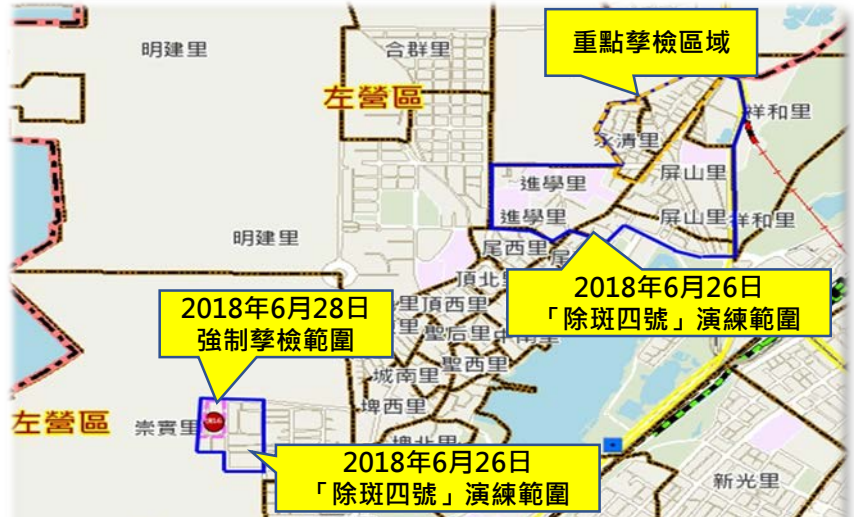 明建里
合群里
重點孳檢區域
左營區
祥和里
永清里
進學里
屏山里
進學里
屏山里
祥和里
明建里
尾西里
頂北里
2018年6月26日
「除斑四號」演練範圍
2018年6月28日
強制孳檢範圍
頂西里
聖后里
聖西里
城南里
埤西里
左營區
崇實里
埤北里
2018年6月26日
「除斑四號」演練範圍
新光里